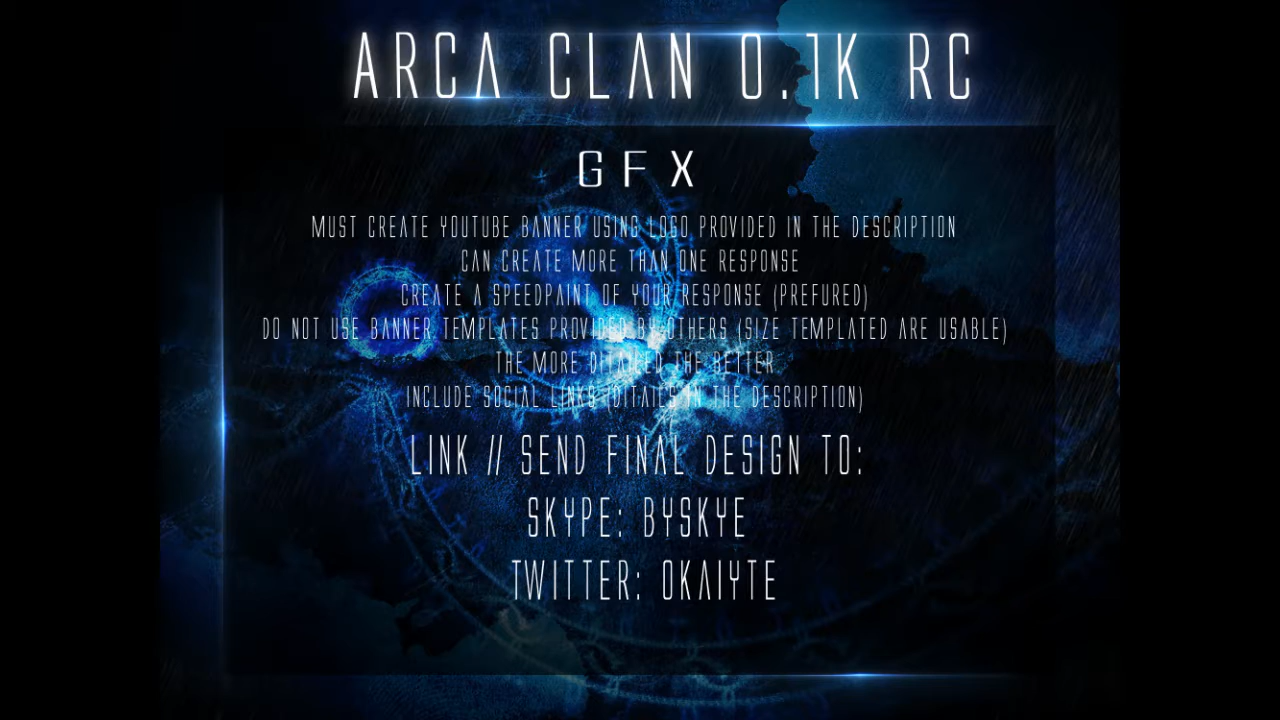 ARCA CLAN 0.1K RC
GFX
MUST CREATE YOUTUBE BANNER USING LOGO PROVIDED IN THE DESCRIPTION
CAN CREATE MORE THAN ONE RESPONSE
CREATE A SPEEDPAINT OF YOUR RESPONSE (PREFURED)
DO NOT USE BANNER TEMPLATES PROVIDED BY OTHERS (SIZE TEMPLATED ARE USABLE)
THE MORE DITAILED THE BETTER
INCLUDE SOCIAL LINKS (DITAILS IN THE DESCRIPTION)
LINK // SEND FINAL DESIGN TO:
SKYPE: BYSKYE
TWITTER: OKAIYTE